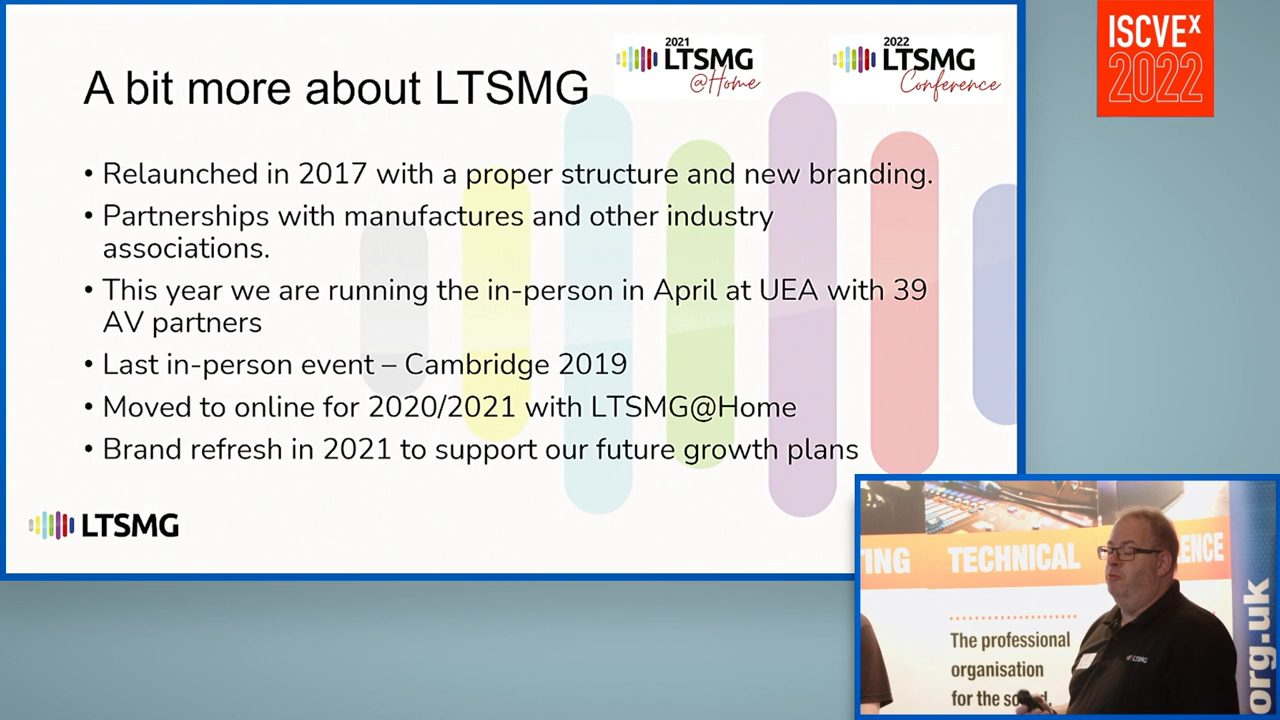 A bit more about LTSMG
2021
LTSMG
@Home
2022
LTSMG
Conference
ISCVEX
2022
• Relaunched in 2017 with a proper structure and new branding.
• Partnerships with manufactures and other industry
associations.
• This year we are running the in-person in April at UEA with 39
AV partners
• Last in-person event – Cambridge 2019
• Moved to online for 2020/2021 with LTSMG@Home
• Brand refresh in 2021 to support our future growth plans
LTSMG
TING TECHNICAL ENCE
The professional
organisation
for the sound,
org.uk
LTSMG